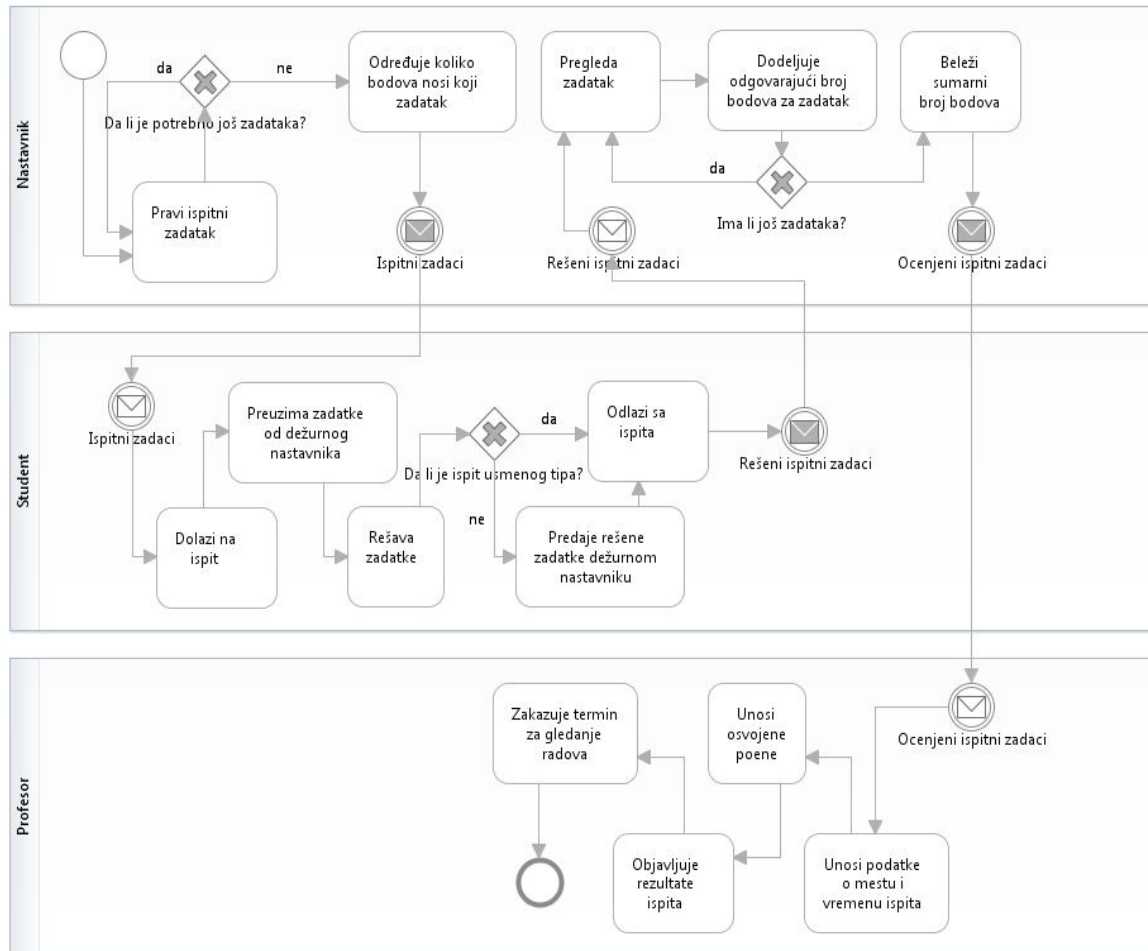 Nastavnik
da
ne
Da li je potrebno još zadataka?
Pravi ispitni
zadatak
Određuje koliko
bodova nosi koji
zadatak
Ispitni zadaci
Pregleda
zadatak
Rešeni ispitni zadaci
Dodeljuje
odgovarajući broj
bodova za zadatak
da
Ima li još zadataka?
Beleži
sumarni
broj bodova
Ocenjeni ispitni zadaci
Student
Ispitni zadaci
Dolazi na
ispit
Preuzima zadatke
od dežurnog
nastavnika
Rešava
zadatke
Da li je ispit usmenog tipa?
da
ne
Predaje rešene
zadatke dežurnom
nastavniku
Odlazi sa
ispita
Rešeni ispitni zadaci
Profesor
Ocenjeni ispitni zadaci
Unosi podatke
o mestu i
vremenu ispita
Unosi
osvojene
poene
Objavljuje
rezultate
ispita
Zakazuje termin
za gledanje
radova